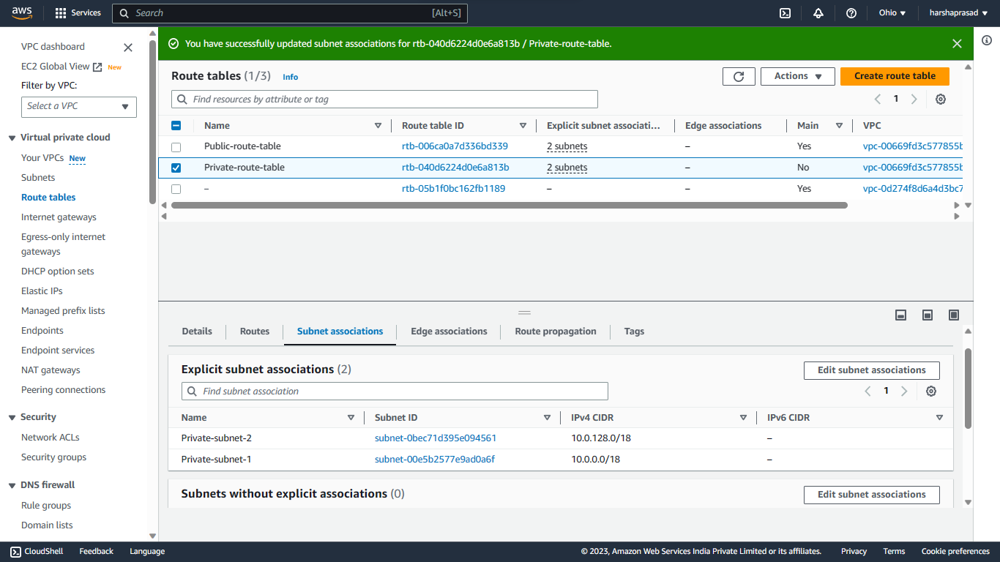 aws
Services
Search
[Alt+S]
Ohio
harshaprasad
VPC dashboard
EC2 Global View
New
Filter by VPC:
Select a VPC
Virtual private cloud
Your VPCs
New
Subnets
Route tables
Internet gateways
Egress-only internet
gateways
DHCP option sets
Elastic IPs
Managed prefix lists
Endpoints
Endpoint services
NAT gateways
Peering connections
Security
Network ACLs
Security groups
DNS firewall
Rule groups
Domain lists
You have successfully updated subnet associations for rtb-040d6224d0e6a813b / Private-route-table.
Route tables (1/3)
Info
Actions
Create route table
Find resources by attribute or tag
1
Name Route table ID Explicit subnet associati... Edge associations Main VPC
Public-route-table rtb-006ca0a7d336bd339 2 subnets – Yes vpc-00669fd3c577855b
Private-route-table rtb-040d6224d0e6a813b 2 subnets – No vpc-00669fd3c577855b
– rtb-05b1f0bc162fb1189 – – Yes vpc-0d274f8d6a4d3bc7
Details Routes Subnet associations Edge associations Route propagation Tags
Explicit subnet associations (2)
Edit subnet associations
Find subnet association
1
Name Subnet ID IPv4 CIDR IPv6 CIDR
Private-subnet-2 subnet-0bec71d395e094561 10.0.128.0/18 –
Private-subnet-1 subnet-00e5b2577e9ad0a6f 10.0.0.0/18 –
Subnets without explicit associations (0)
Edit subnet associations
CloudShell Feedback Language
© 2023, Amazon Web Services India Private Limited or its affiliates. Privacy Terms Cookie preferences